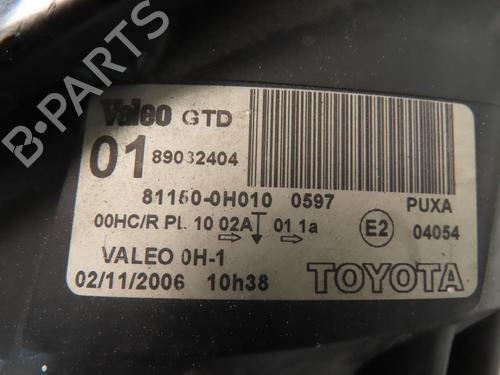 B-PARTS
Valeo GTD
01 89032404
81150-0H010 0597 PUXA
00HC/R PL 10 02A 01 1a E2 04054
VALEO 0H-1
02/11/2006 10h38 TOYOTA